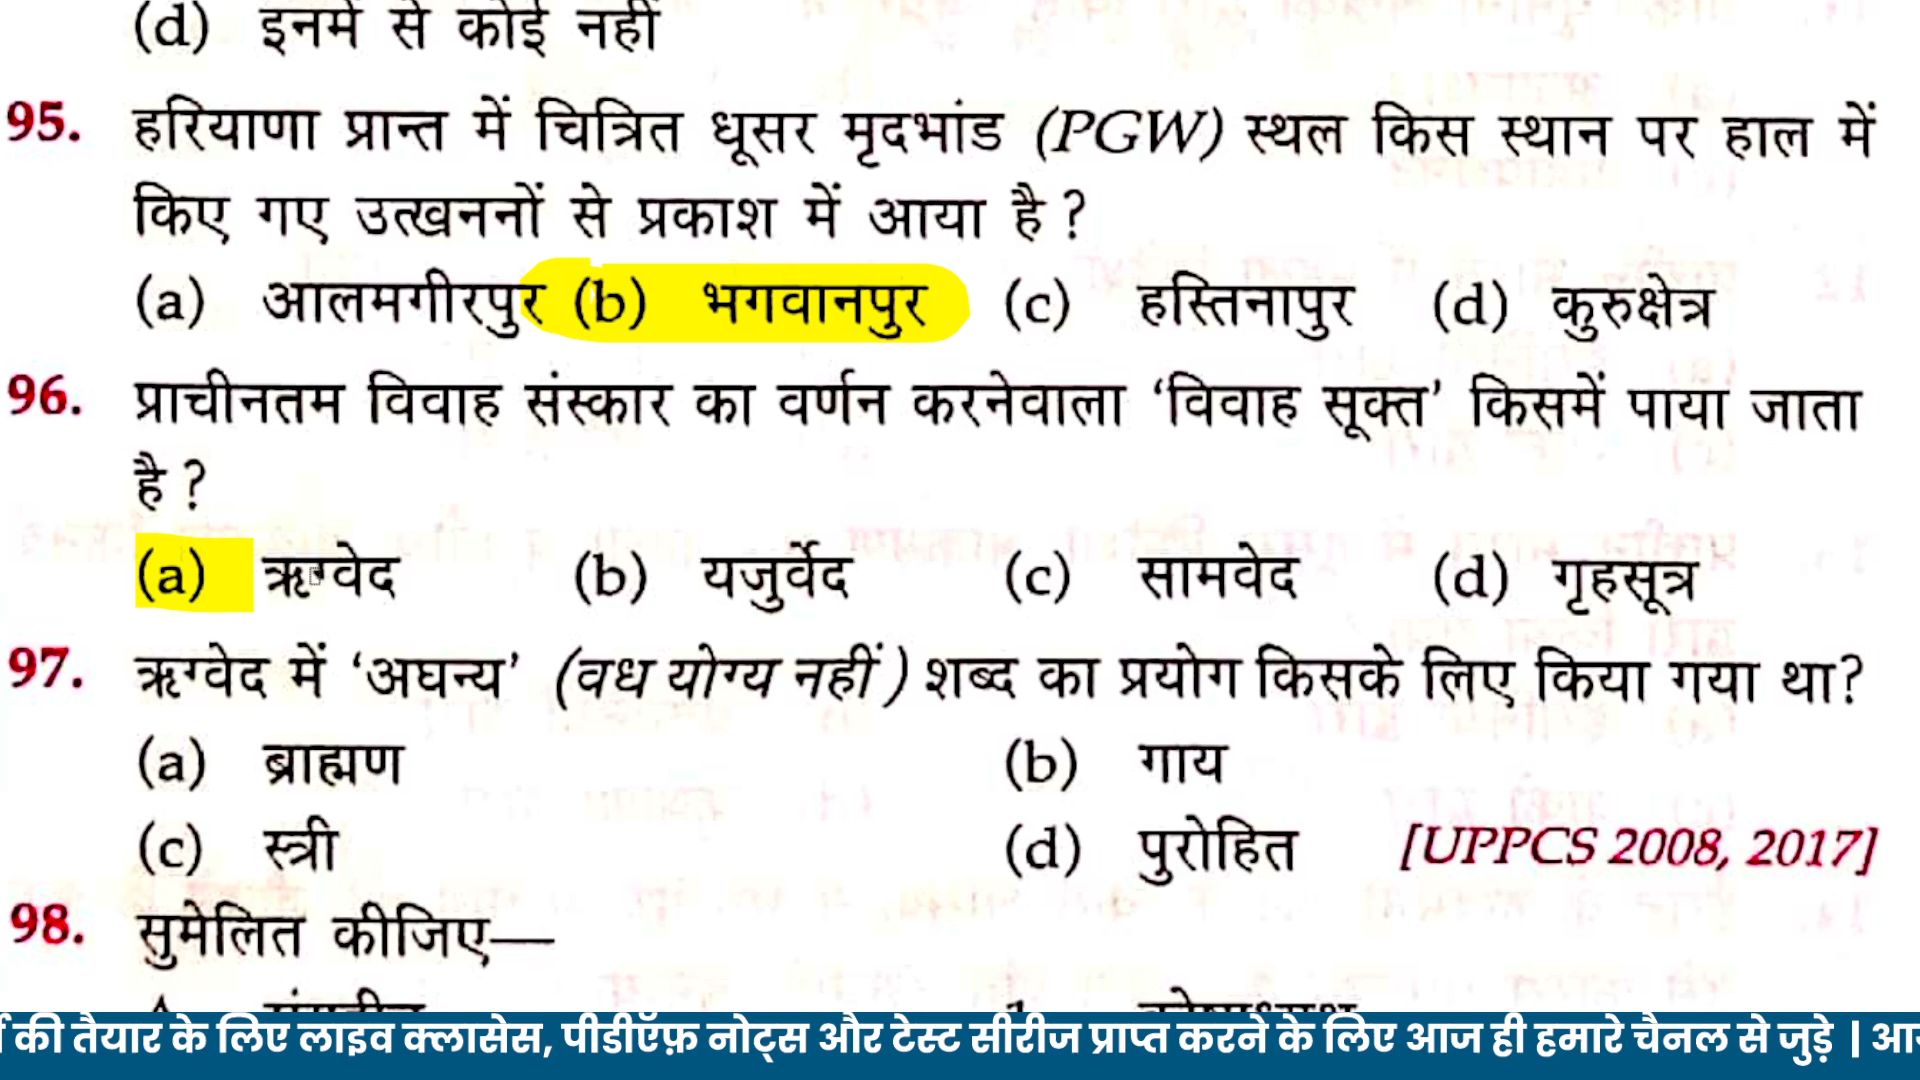 (d) इनमें से कोई नहीं
95. हरियाणा प्रान्त में चित्रित धूसर मृदभांड (PGW) स्थल किस स्थान पर हाल में
किए गए उत्खननों से प्रकाश में आया है ?
(a) आलमगीरपुर (b) भगवानपुर (c) हस्तिनापुर (d) कुरुक्षेत्र
96. प्राचीनतम विवाह संस्कार का वर्णन करनेवाला ‘विवाह सूक्त’ किसमें पाया जाता
है ?
(a) ऋग्वेद (b) यजुर्वेद (c) सामवेद (d) गृहसूत्र
97. ऋग्वेद में ‘अघन्य’ (वध योग्य नहीं) शब्द का प्रयोग किसके लिए किया गया था?
(a) ब्राह्मण (b) गाय
(c) स्त्री (d) पुरोहित [UPPCS 2008, 2017]
98. सुमेलित कीजिए—
की तैयार के लिए लाइव क्लासेस, पीडीऍफ़ नोट्स और टेस्ट सीरीज प्राप्त करने के लिए आज ही हमारे चैनल से जुड़े |